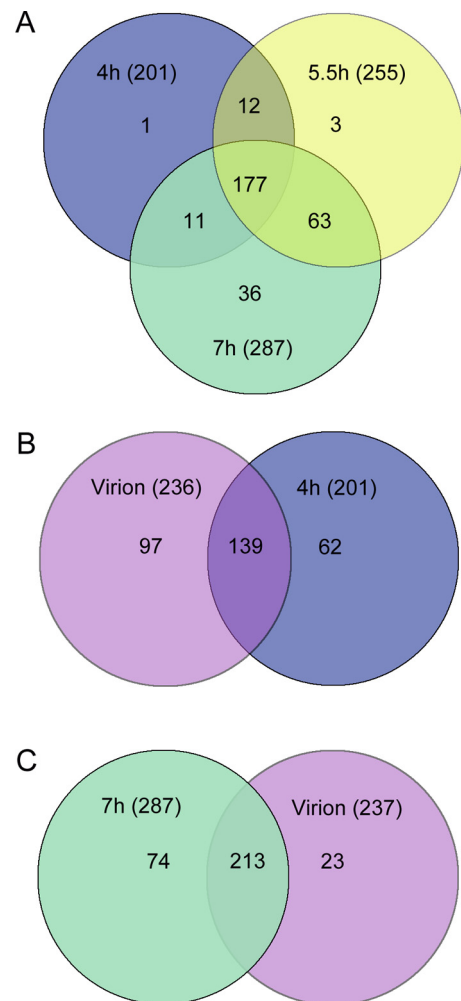 A
4h (201)
5.5h (255)
12
1
3
177
11
63
36
7h (287)
B
Virion (236)
4h (201)
97
139
62
C
7h (287)
Virion (237)
74
213
23